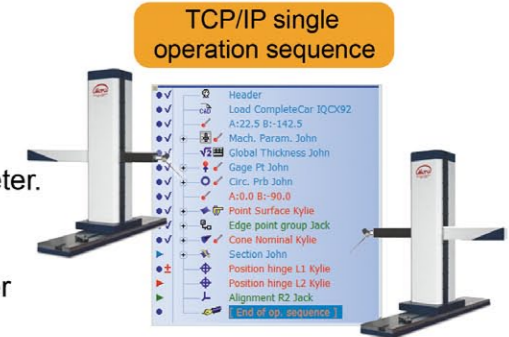 TCP/IP single
operation sequence
Header
Load CompleteCar IQCX92
A:22.5 B:-142.5
Mach. Param. John
Global Thickness John
Gage Pt John
Circ. Prb John
A:0.0 B:-90.0
Point Surface Kylie
Edge point group Jack
Cone Nominal Kylie
Section John
Position hinge L1 Kylie
Position hinge L2 Kylie
Alignment R2 Jack
[ End of op. sequence ]
eter.
er